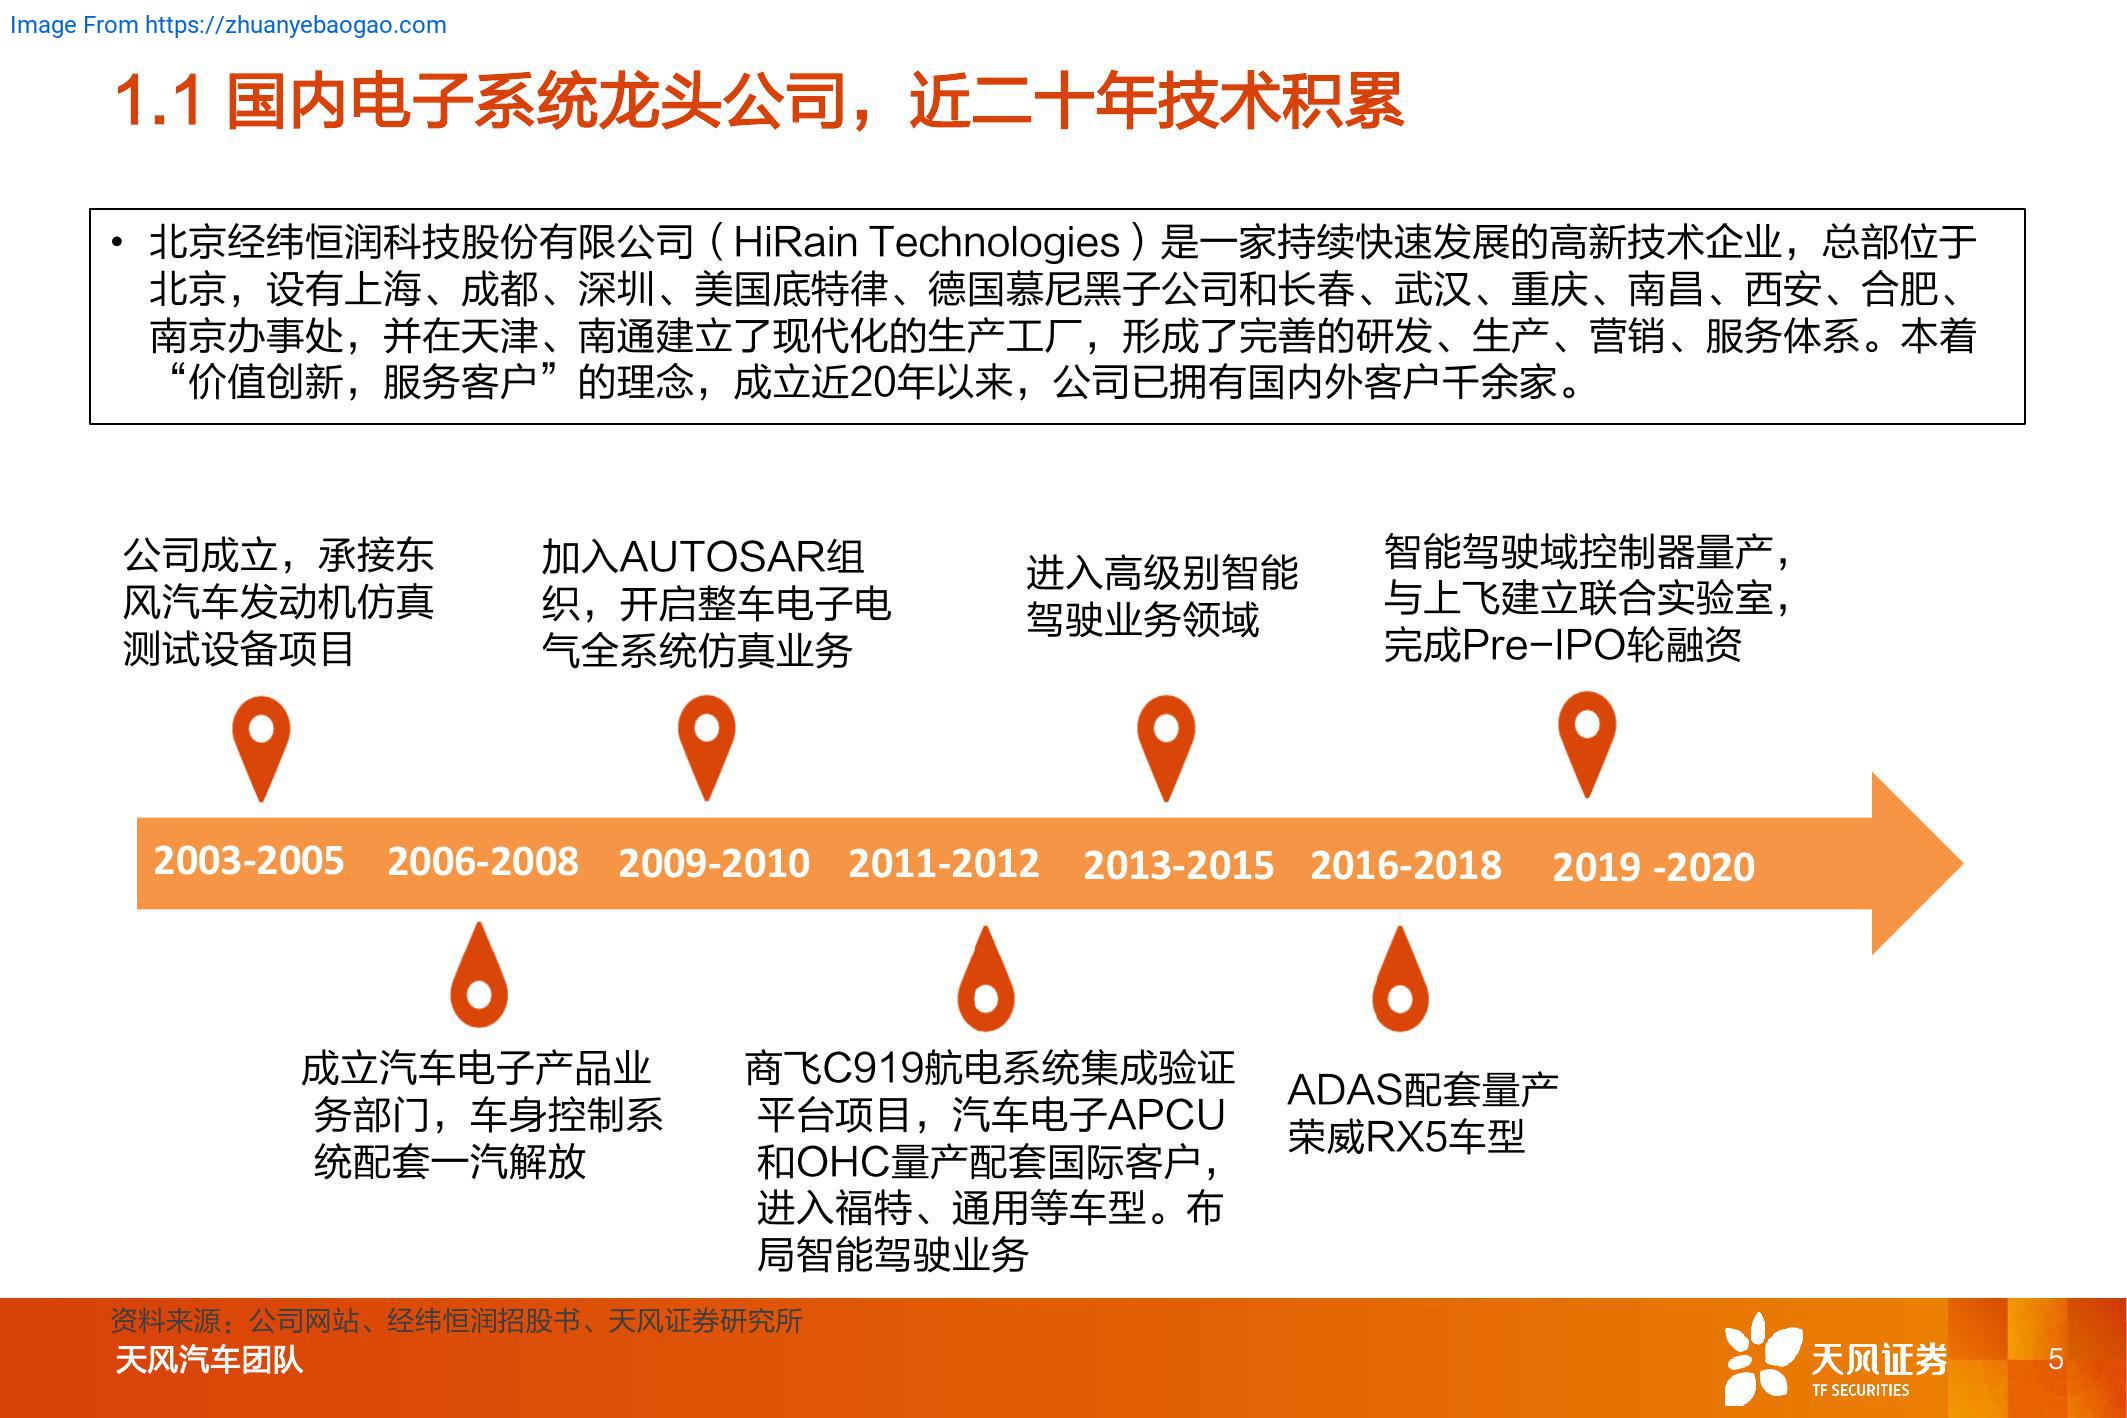 Image From https://zhuanyebaogao.com
1.1 国内电子系统龙头公司，近二十年技术积累
• 北京经纬恒润科技股份有限公司（HiRain Technologies）是一家持续快速发展的高新技术企业，总部位于
北京，设有上海、成都、深圳、美国底特律、德国慕尼黑子公司和长春、武汉、重庆、南昌、西安、合肥、
南京办事处，并在天津、南通建立了现代化的生产工厂，形成了完善的研发、生产、营销、服务体系。本着
“价值创新，服务客户”的理念，成立近20年以来，公司已拥有国内外客户千余家。
公司成立，承接东
风汽车发动机仿真
测试设备项目
加入AUTOSAR组
织，开启整车电子电
气全系统仿真业务
进入高级别智能
驾驶业务领域
智能驾驶域控制器量产，
与上飞建立联合实验室，
完成Pre-IPO轮融资
2003-2005 2006-2008 2009-2010 2011-2012 2013-2015 2016-2018 2019 -2020
成立汽车电子产品业
务部门，车身控制系
统配套一汽解放
商飞C919航电系统集成验证
平台项目，汽车电子APCU
和OHC量产配套国际客户，
进入福特、通用等车型。布
局智能驾驶业务
ADAS配套量产
荣威RX5车型
资料来源：公司网站、经纬恒润招股书、天风证券研究所
天风汽车团队
天风证券
TF SECURITIES
5